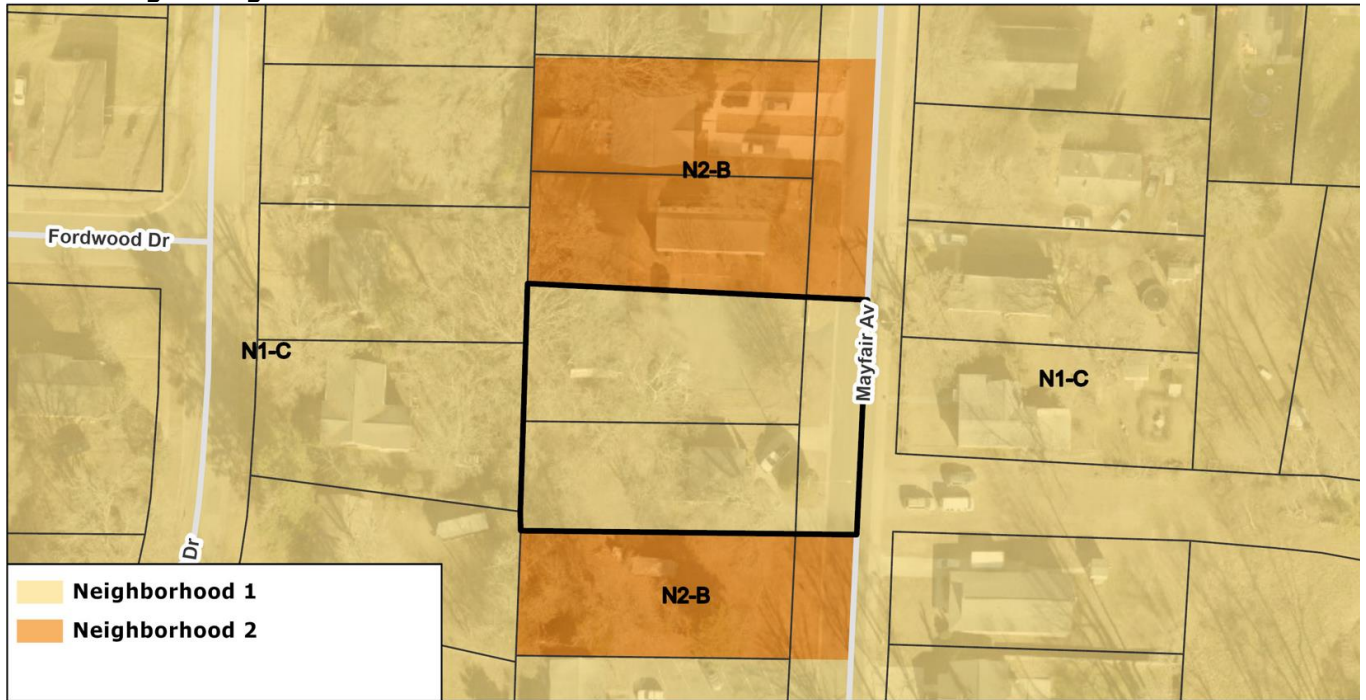 N2-B
Fordwood Dr
Mayfair Av
N1-C
N1-C
Dr
N2-B
Neighborhood 1
Neighborhood 2